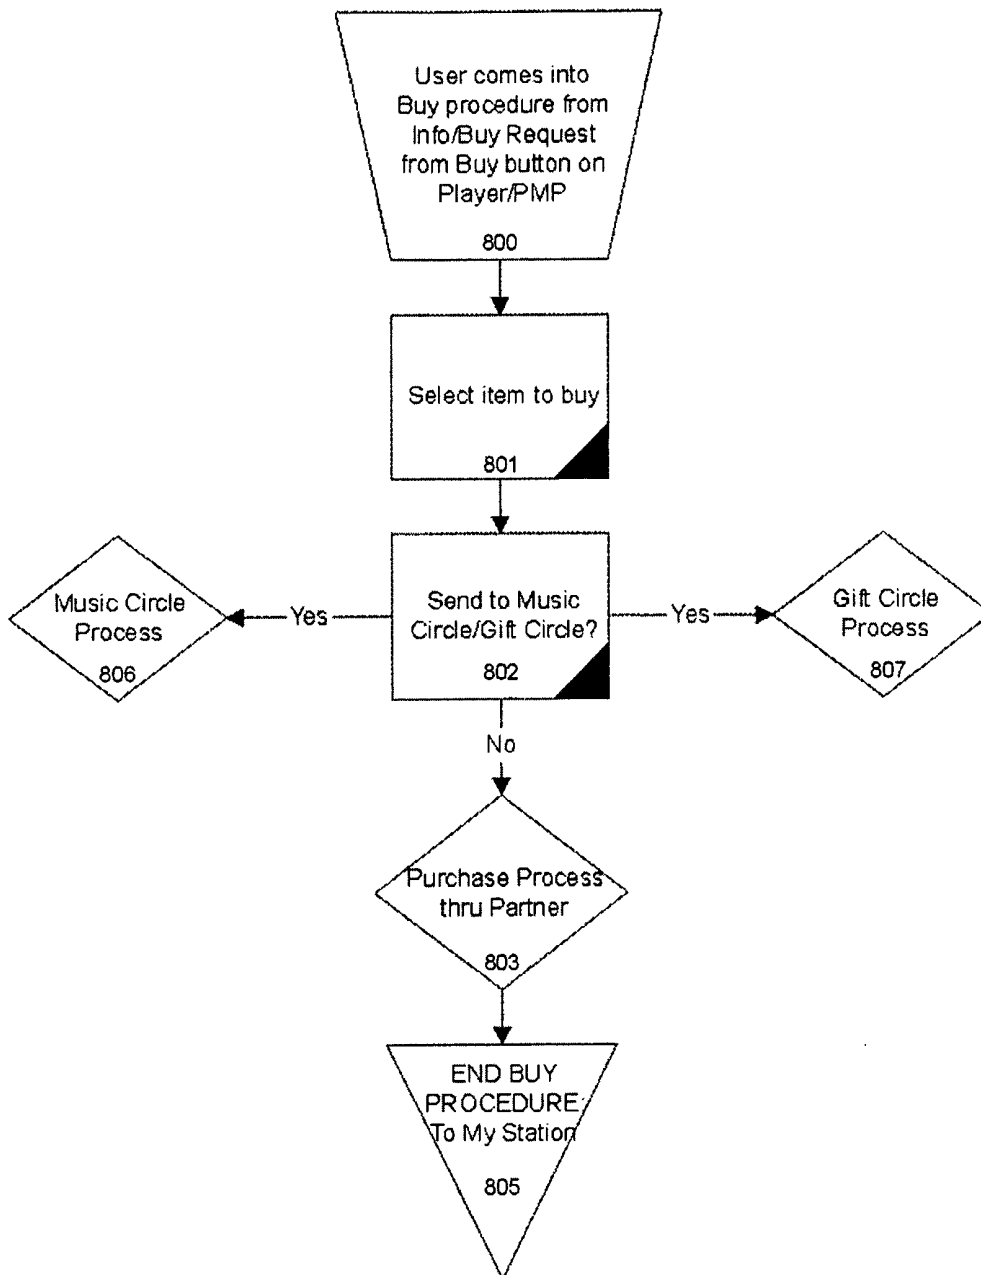 User comes into
Buy procedure from
Info/Buy Request
from Buy button on
Player/PMP
800
Select item to buy
801
Send to Music
Circle/Gift Circle?
802
Yes
Music Circle
Process
806
Yes
Gift Circle
Process
807
No
Purchase Process
thru Partner
803
END BUY
PROCEDURE:
To My Station
805